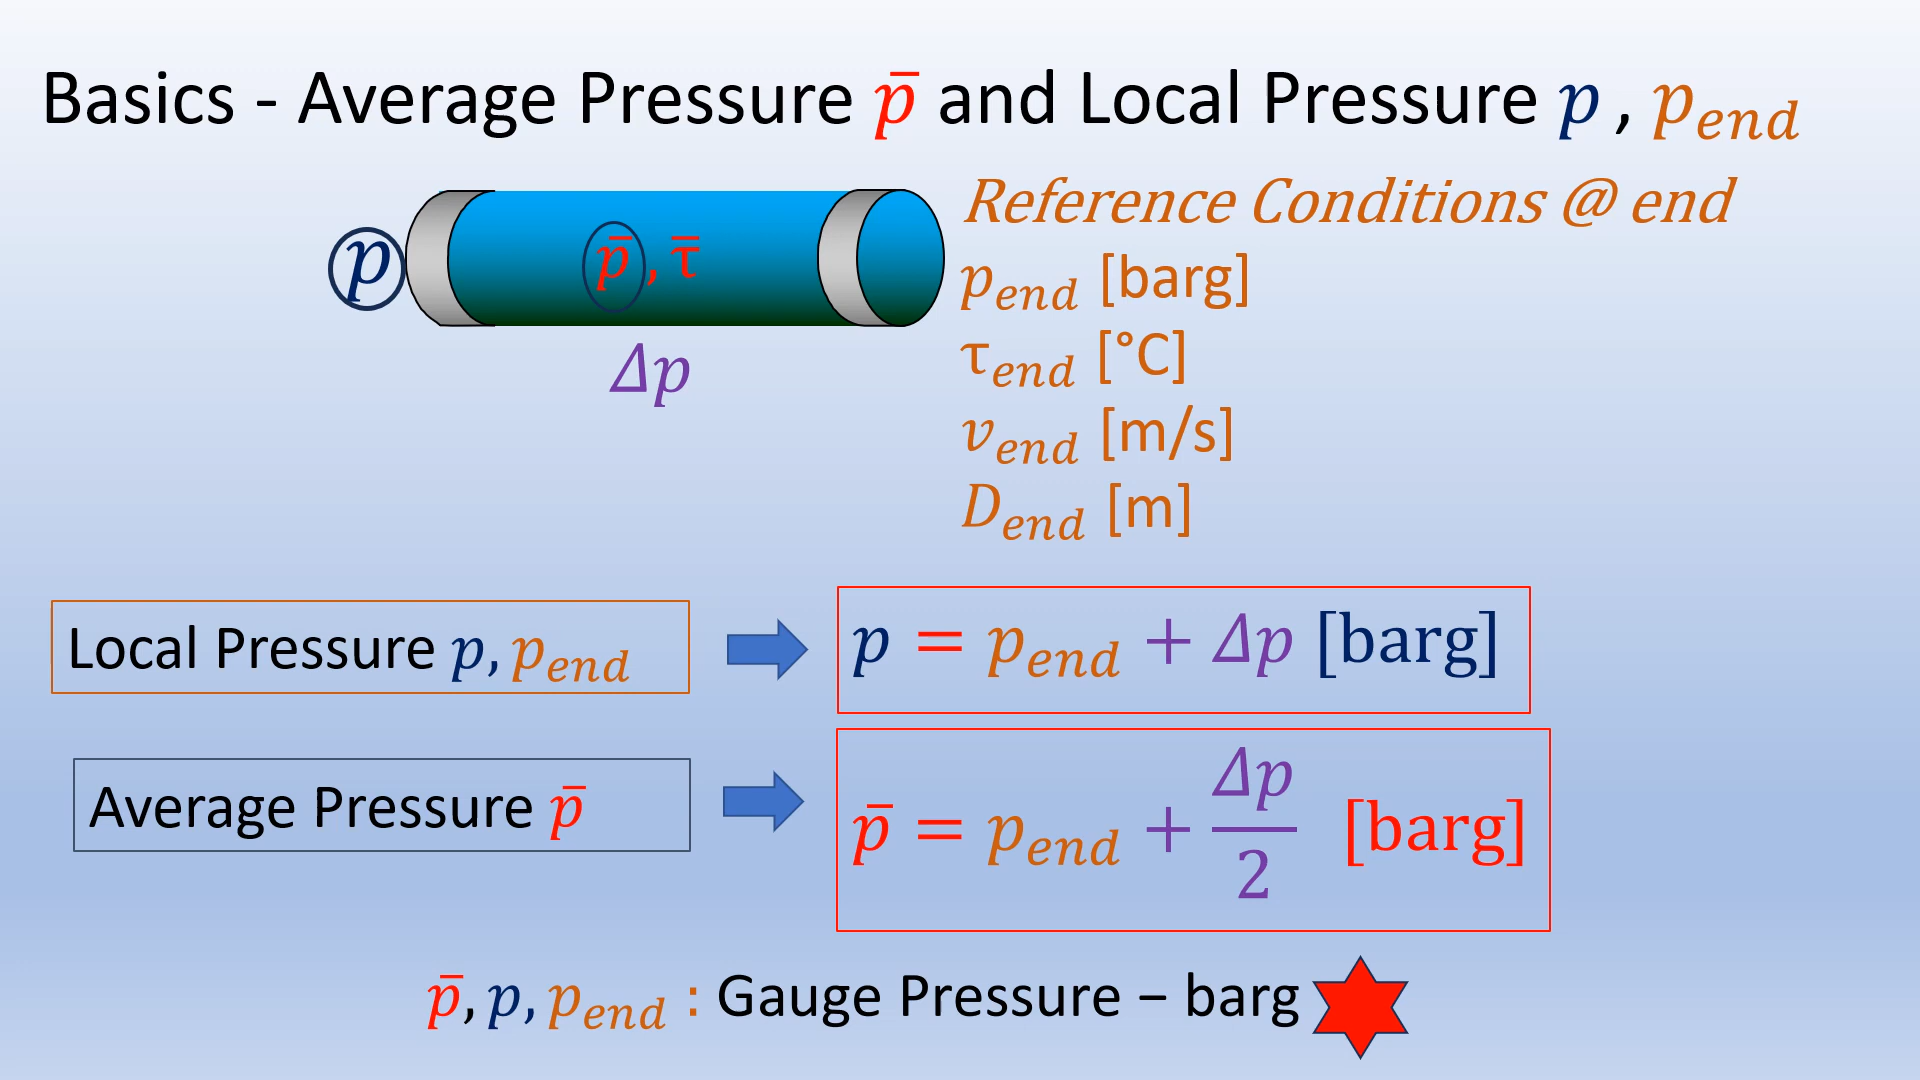 Basics - Average Pressure p̄ and Local Pressure p , p_end
Reference Conditions @ end
p
p̄ , τ̄
p_end [barg]
Δp
τ_end [°C]
v_end [m/s]
D_end [m]
Local Pressure p, p_end
p = p_end + Δp [barg]
Average Pressure p̄
p̄ = p_end + Δp/2 [barg]
p̄, p, p_end : Gauge Pressure – barg